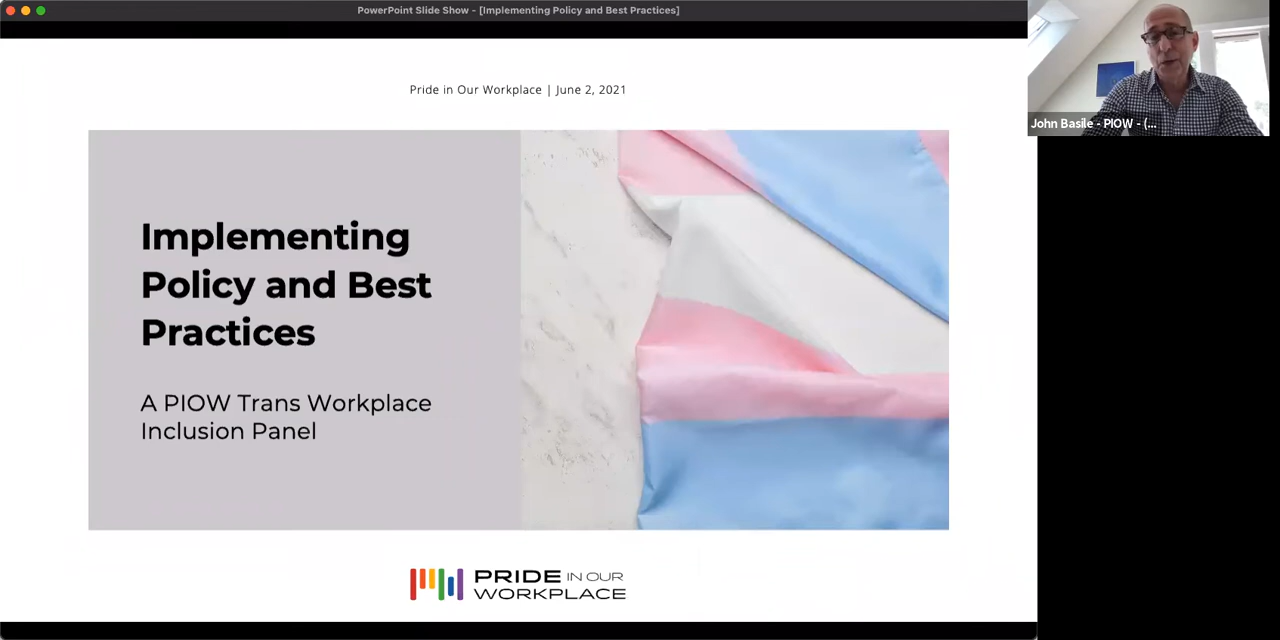 PowerPoint Slide Show - [Implementing Policy and Best Practices]
Pride in Our Workplace | June 2, 2021
Implementing
Policy and Best
Practices
A PIOW Trans Workplace
Inclusion Panel
PRIDE IN OUR
WORKPLACE
John Basile - PIOW - (...